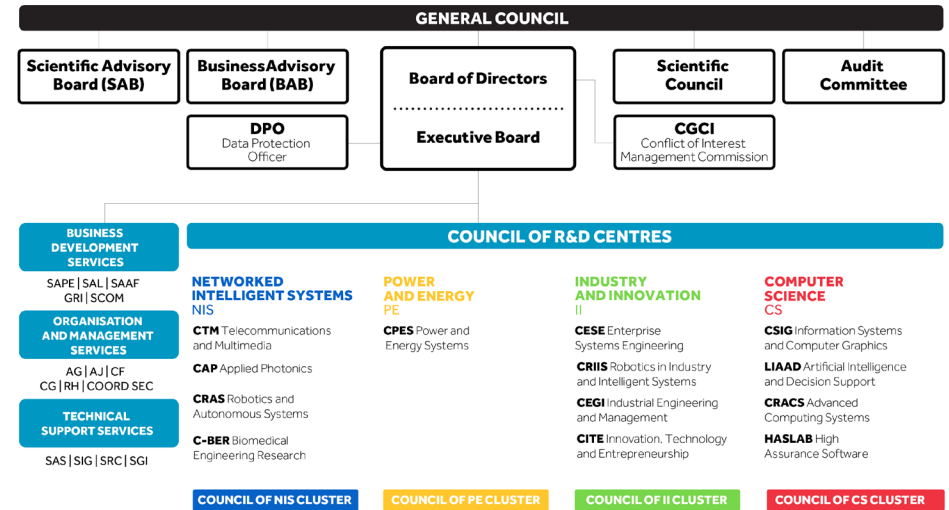 GENERAL COUNCIL
Scientific Advisory
Board (SAB)
BusinessAdvisory
Board (BAB)
Board of Directors
Executive Board
Scientific
Council
Audit
Committee
DPO
Data Protection
Officer
CGCI
Conflict of Interest
Management Commission
BUSINESS
DEVELOPMENT
SERVICES
SAPE | SAL | SAAF
GRI | SCOM
ORGANISATION
AND MANAGEMENT
SERVICES
AG | AJ | CF
CG | RH | COORD SEC
TECHNICAL
SUPPORT SERVICES
SAS | SIG | SRC | SGI
COUNCIL OF R&D CENTRES
NETWORKED
INTELLIGENT SYSTEMS
NIS
CTM Telecommunications
and Multimedia
CAP Applied Photonics
CRAS Robotics and
Autonomous Systems
C-BER Biomedical
Engineering Research
COUNCIL OF NIS CLUSTER
POWER
AND ENERGY
PE
CPES Power and
Energy Systems
COUNCIL OF PE CLUSTER
INDUSTRY
AND INNOVATION
II
CESE Enterprise
Systems Engineering
CRIIS Robotics in Industry
and Intelligent Systems
CEGI Industrial Engineering
and Management
CITE Innovation, Technology
and Entrepreneurship
COUNCIL OF II CLUSTER
COMPUTER
SCIENCE
CS
CSIG Information Systems
and Computer Graphics
LIAAD Artificial Intelligence
and Decision Support
CRACS Advanced
Computing Systems
HASLAB High
Assurance Software
COUNCIL OF CS CLUSTER